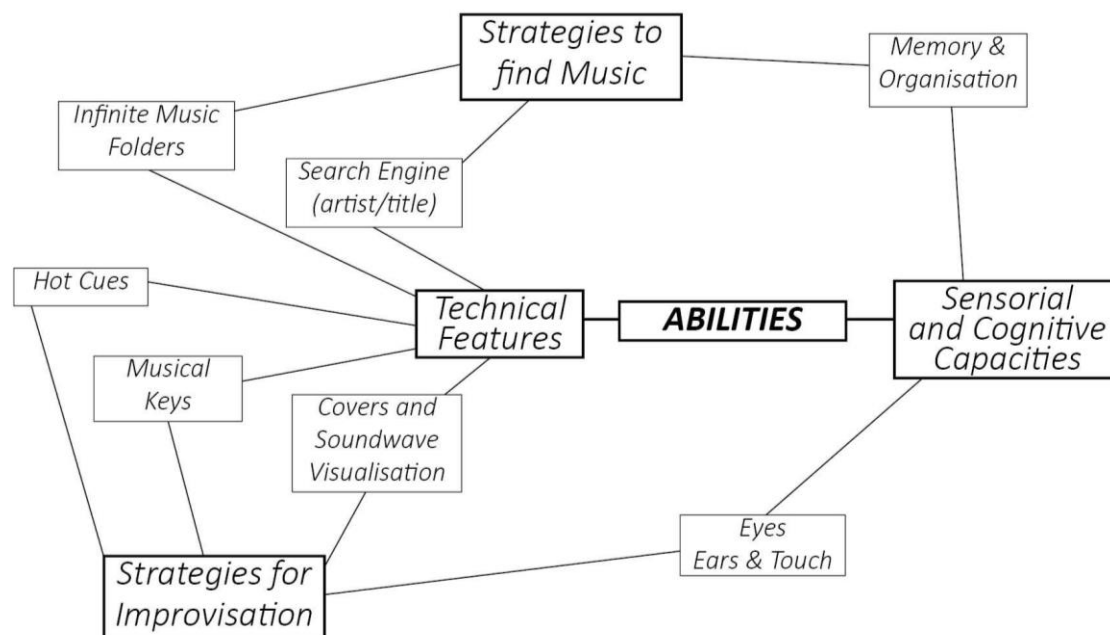 Strategies to
find Music
Memory &
Organisation
Infinite Music
Folders
Search Engine
(artist/title)
Hot Cues
Technical
Features
ABILITIES
Sensorial
and Cognitive
Capacities
Musical
Keys
Covers and
Soundwave
Visualisation
Eyes
Ears & Touch
Strategies for
Improvisation